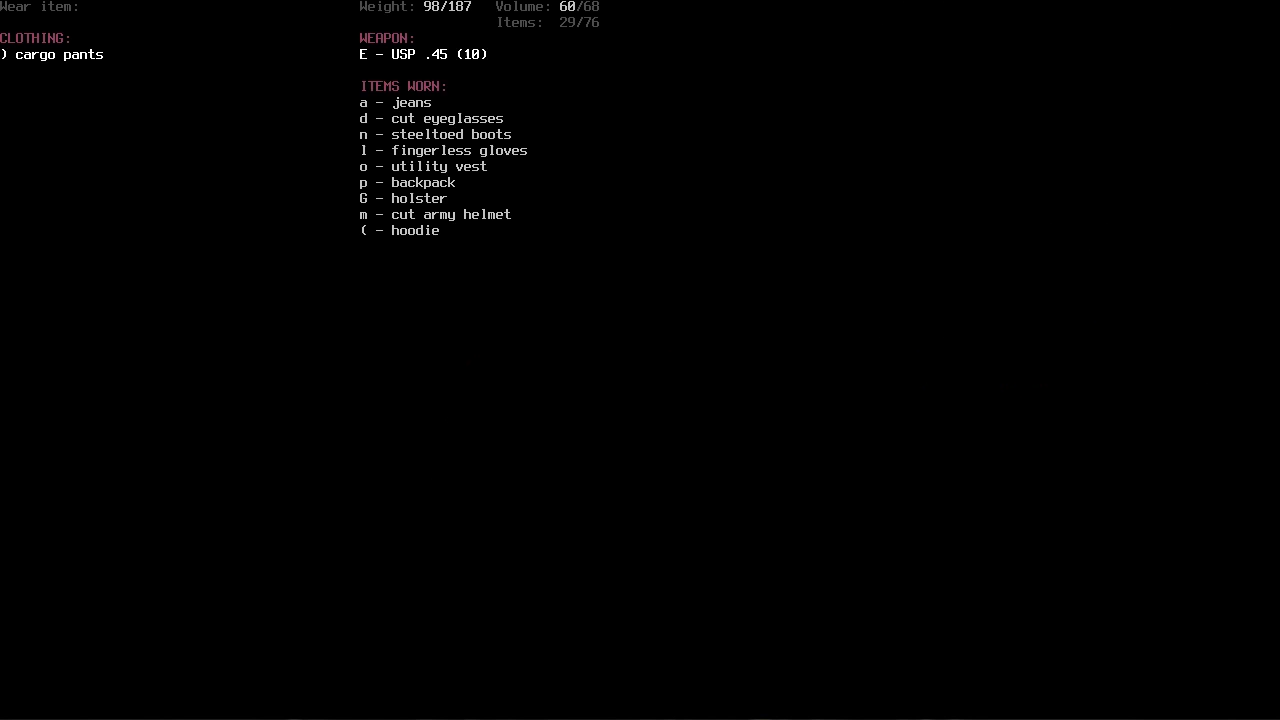 Wear item:
Weight: 98/187 Volume: 60/68
Items: 29/76
CLOTHING:
) cargo pants
WEAPON:
E - USP .45 (10)
ITEMS WORN:
a - jeans
d - cut eyeglasses
n - steeltoed boots
l - fingerless gloves
o - utility vest
p - backpack
G - holster
m - cut army helmet
( - hoodie